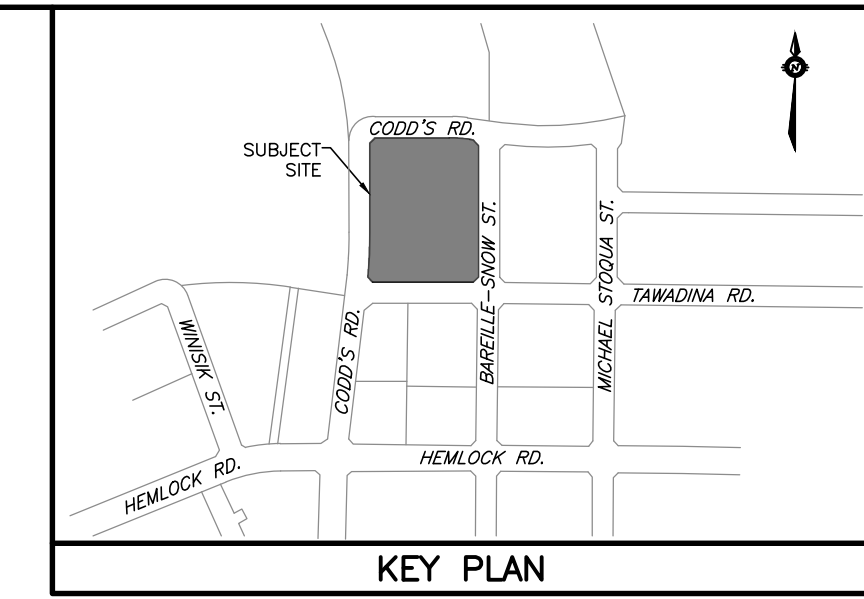 CODD'S RD.
SUBJECT
SITE
N
BAREILLE-SNOW ST.
MICHAEL STOQUA ST.
TAWADINA RD.
WINISIK ST.
CODD'S RD.
HEMLOCK RD.
HEMLOCK RD.
KEY PLAN